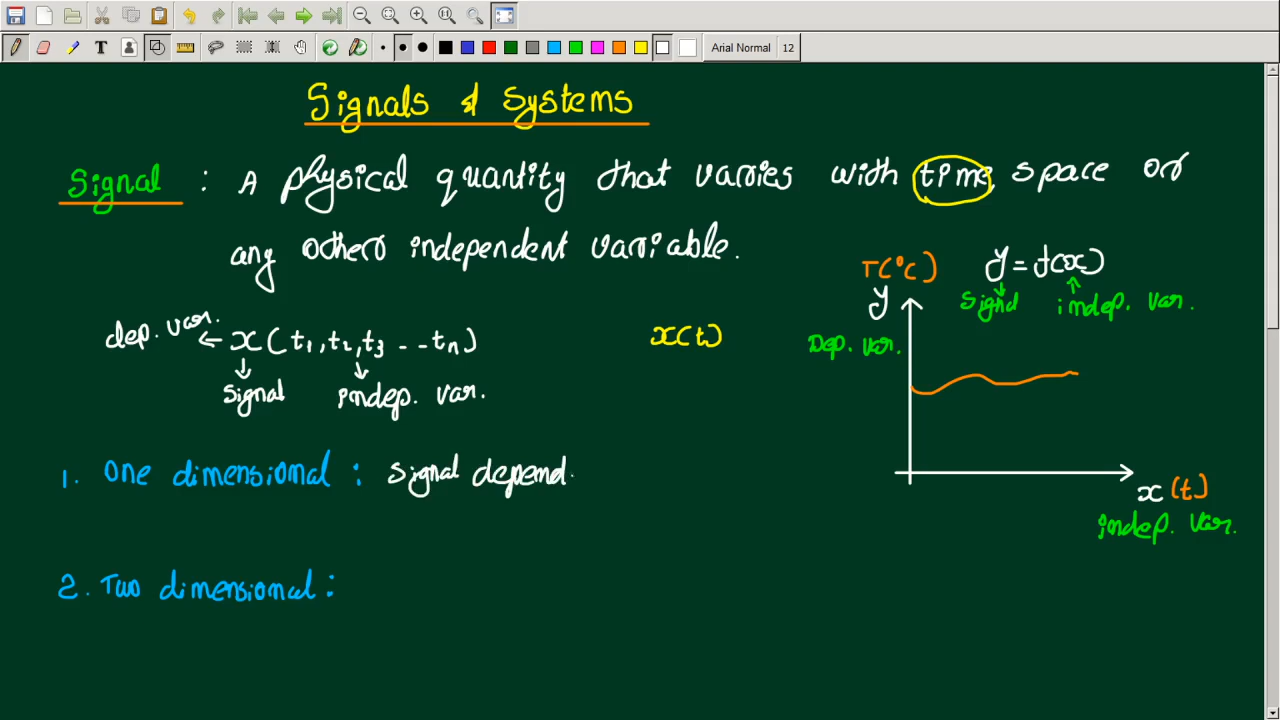 Arial Normal 12
Signals & Systems
Signal : A physical quantity that varies with time, space or
any other independent variable.
T(°C)
y = f(x)
y
signal
indep. var.
Dep. var.
dep. var. ← x(t1, t2, t3 - - tn)
signal
indep. var.
x(t)
x (t)
indep. var.
1. One dimensional : signal depend.
2. Two dimensional :